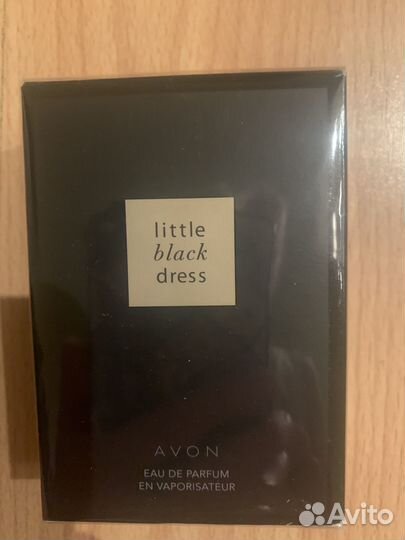 little
black
dress
AVON
EAU DE PARFUM
EN VAPORISATEUR
Avito